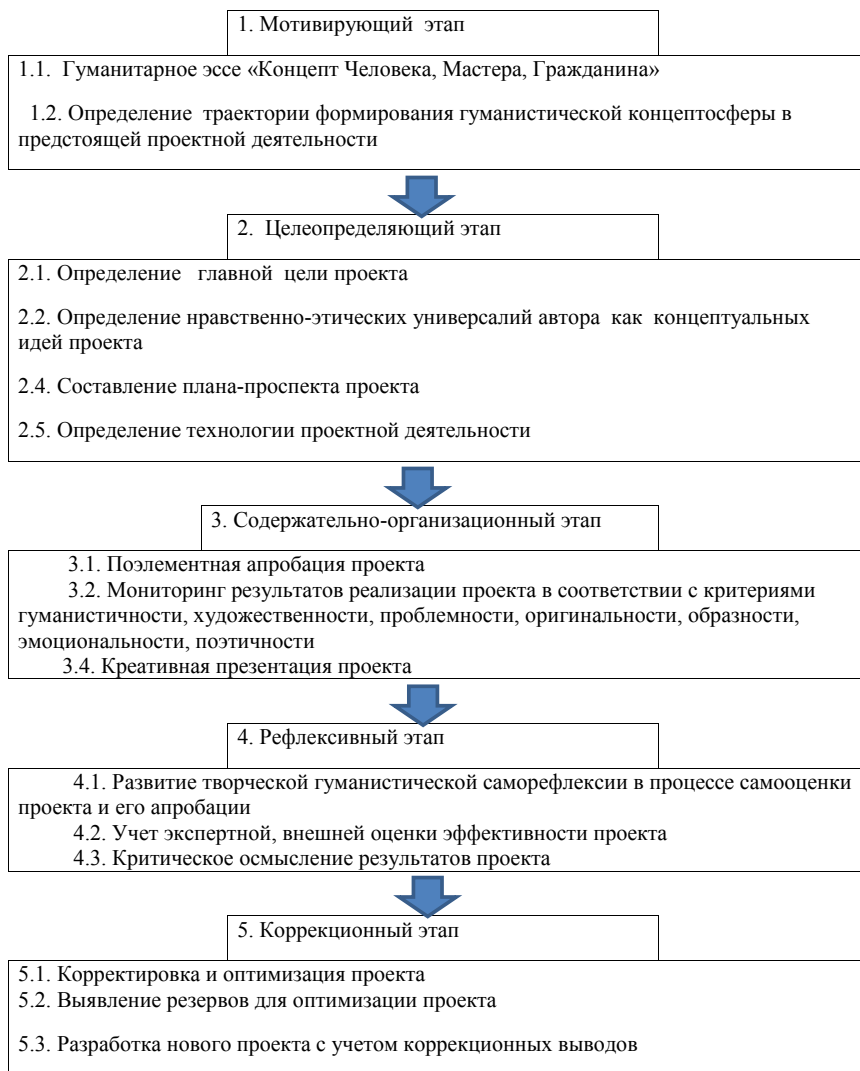 1. Мотивирующий этап
1.1. Гуманитарное эссе «Концепт Человека, Мастера, Гражданина»
1.2. Определение траектории формирования гуманистической концептосферы в
предстоящей проектной деятельности
2. Целеопределяющий этап
2.1. Определение главной цели проекта
2.2. Определение нравственно-этических универсалий автора как концептуальных
идей проекта
2.4. Составление плана-проспекта проекта
2.5. Определение технологии проектной деятельности
3. Содержательно-организационный этап
3.1. Поэлементная апробация проекта
3.2. Мониторинг результатов реализации проекта в соответствии с критериями
гуманистичности, художественности, проблемности, оригинальности, образности,
эмоциональности, поэтичности
3.4. Креативная презентация проекта
4. Рефлексивный этап
4.1. Развитие творческой гуманистической саморефлексии в процессе самооценки
проекта и его апробации
4.2. Учет экспертной, внешней оценки эффективности проекта
4.3. Критическое осмысление результатов проекта
5. Коррекционный этап
5.1. Корректировка и оптимизация проекта
5.2. Выявление резервов для оптимизации проекта
5.3. Разработка нового проекта с учетом коррекционных выводов